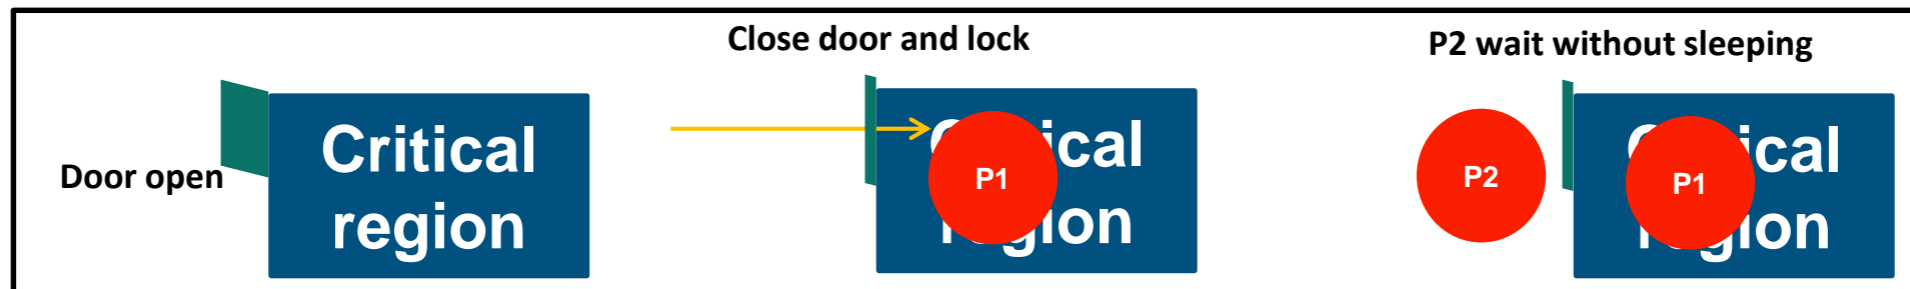 Door open
Critical
region
Close door and lock
P1
P2 wait without sleeping
P2
P1